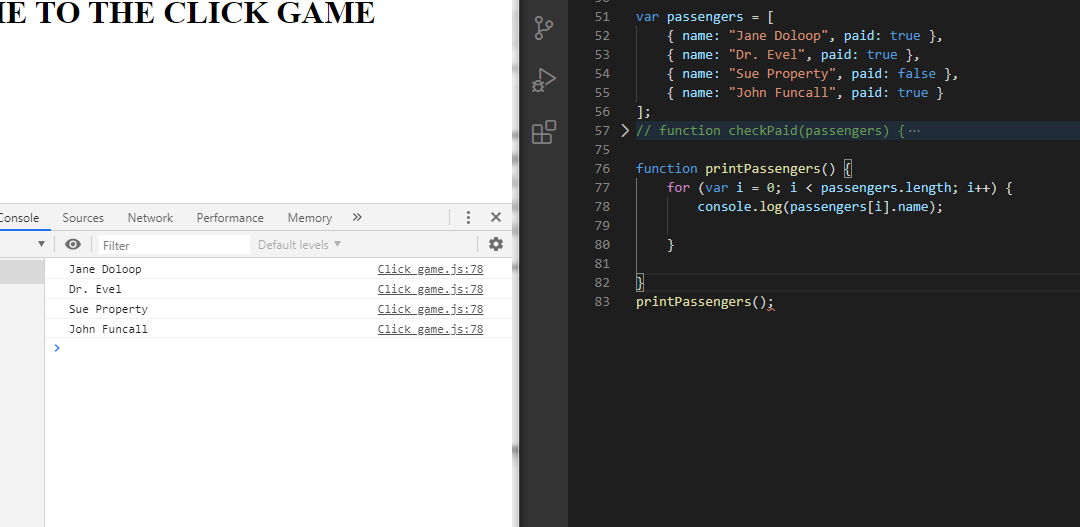 IE TO THE CLICK GAME
Console Sources Network Performance Memory »
Filter Default levels ▼
Jane Doloop Click game.js:78
Dr. Evel Click game.js:78
Sue Property Click game.js:78
John Funcall Click game.js:78
>
51 var passengers = [
52 { name: "Jane Doloop", paid: true },
53 { name: "Dr. Evel", paid: true },
54 { name: "Sue Property", paid: false },
55 { name: "John Funcall", paid: true }
56 ];
57 // function checkPaid(passengers) {…
75
76 function printPassengers() {
77 for (var i = 0; i < passengers.length; i++) {
78 console.log(passengers[i].name);
79
80 }
81
82 }
83 printPassengers();